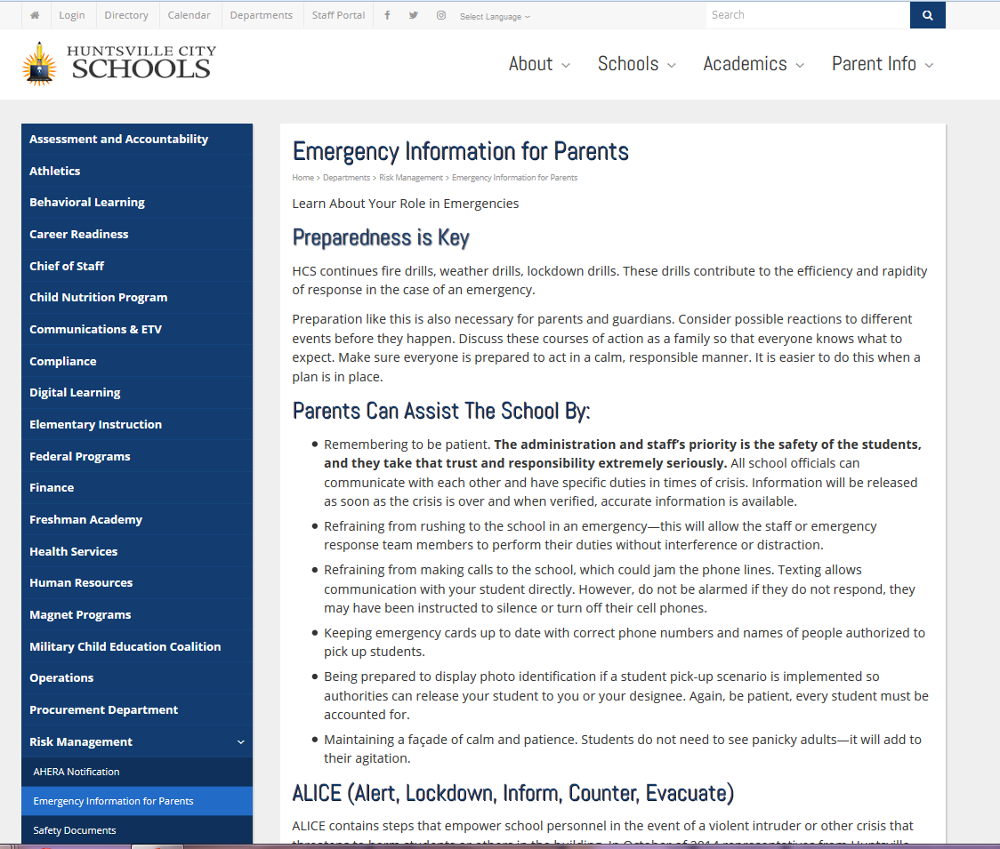 Login Directory Calendar Departments Staff Portal Select Language Search
HUNTSVILLE CITY
SCHOOLS
About Schools Academics Parent Info
Assessment and Accountability
Athletics
Behavioral Learning
Career Readiness
Chief of Staff
Child Nutrition Program
Communications & ETV
Compliance
Digital Learning
Elementary Instruction
Federal Programs
Finance
Freshman Academy
Health Services
Human Resources
Magnet Programs
Military Child Education Coalition
Operations
Procurement Department
Risk Management
AHERA Notification
Emergency Information for Parents
Safety Documents
Emergency Information for Parents
Home > Departments > Risk Management > Emergency Information for Parents
Learn About Your Role in Emergencies
Preparedness is Key
HCS continues fire drills, weather drills, lockdown drills. These drills contribute to the efficiency and rapidity
of response in the case of an emergency.
Preparation like this is also necessary for parents and guardians. Consider possible reactions to different
events before they happen. Discuss these courses of action as a family so that everyone knows what to
expect. Make sure everyone is prepared to act in a calm, responsible manner. It is easier to do this when a
plan is in place.
Parents Can Assist The School By:
• Remembering to be patient. The administration and staff's priority is the safety of the students,
and they take that trust and responsibility extremely seriously. All school officials can
communicate with each other and have specific duties in times of crisis. Information will be released
as soon as the crisis is over and when verified, accurate information is available.
• Refraining from rushing to the school in an emergency—this will allow the staff or emergency
response team members to perform their duties without interference or distraction.
• Refraining from making calls to the school, which could jam the phone lines. Texting allows
communication with your student directly. However, do not be alarmed if they do not respond, they
may have been instructed to silence or turn off their cell phones.
• Keeping emergency cards up to date with correct phone numbers and names of people authorized to
pick up students.
• Being prepared to display photo identification if a student pick-up scenario is implemented so
authorities can release your student to you or your designee. Again, be patient, every student must be
accounted for.
• Maintaining a façade of calm and patience. Students do not need to see panicky adults—it will add to
their agitation.
ALICE (Alert, Lockdown, Inform, Counter, Evacuate)
ALICE contains steps that empower school personnel in the event of a violent intruder or other crisis that
threatens to harm students or others in the building. In October of 2014 representatives from Huntsville